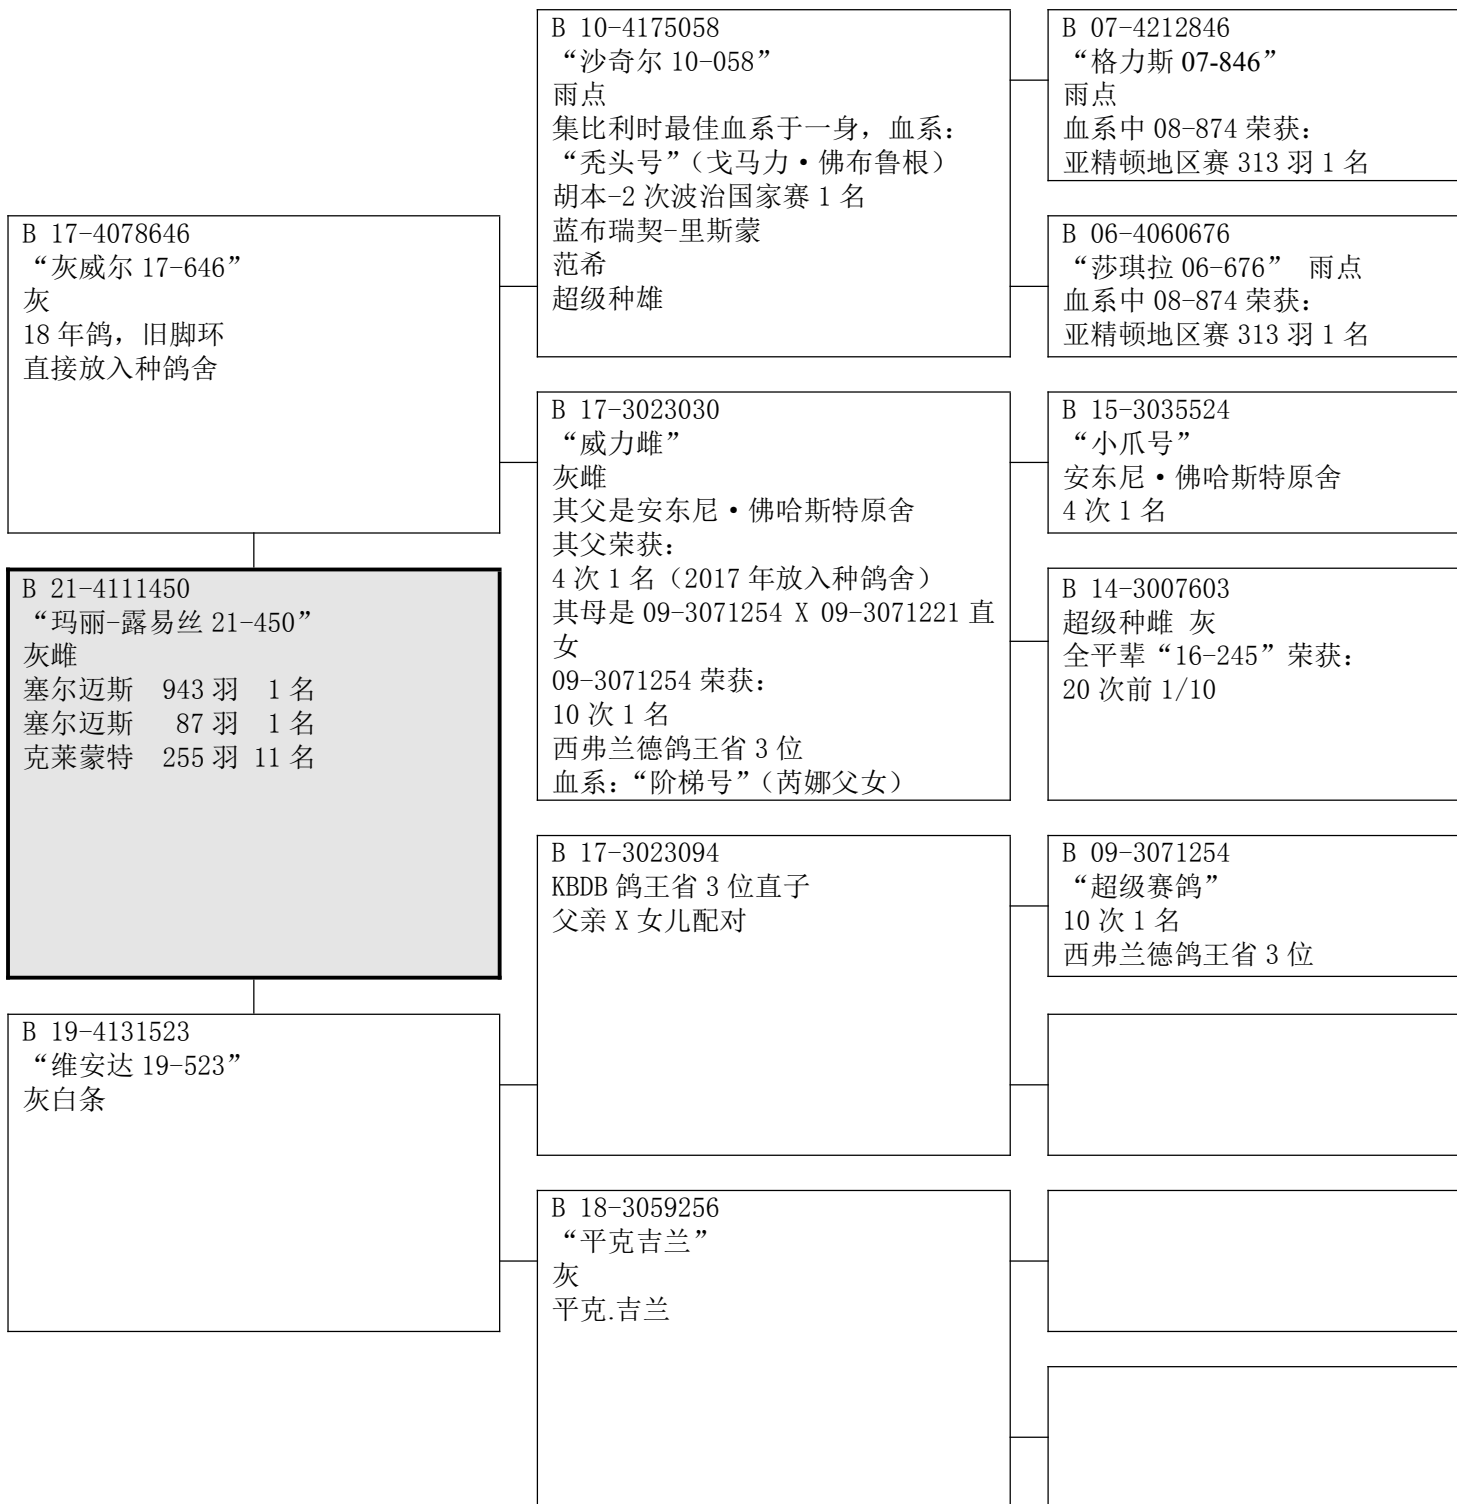 B 10-4175058
“沙奇尔 10-058”
雨点
集比利时最佳血系于一身，血系：
“秃头号”（戈马力·佛布鲁根）
胡本-2 次波治国家赛 1 名
蓝布瑞契-里斯蒙
范希
超级种雄
B 07-4212846
“格力斯 07-846”
雨点
血系中 08-874 荣获：
亚精顿地区赛 313 羽 1 名
B 17-4078646
“灰威尔 17-646”
灰
18 年鸽，旧脚环
直接放入种鸽舍
B 06-4060676
“莎琪拉 06-676” 雨点
血系中 08-874 荣获：
亚精顿地区赛 313 羽 1 名
B 17-3023030
“威力雌”
灰雌
其父是安东尼·佛哈斯特原舍
其父荣获：
4 次 1 名（2017 年放入种鸽舍）
其母是 09-3071254 X 09-3071221 直
女
09-3071254 荣获：
10 次 1 名
西弗兰德鸽王省 3 位
血系：“阶梯号”（芮娜父女）
B 15-3035524
“小爪号”
安东尼·佛哈斯特原舍
4 次 1 名
B 21-4111450
“玛丽-露易丝 21-450”
灰雌
塞尔迈斯 943 羽 1 名
塞尔迈斯 87 羽 1 名
克莱蒙特 255 羽 11 名
B 14-3007603
超级种雌 灰
全平辈“16-245”荣获：
20 次前 1/10
B 17-3023094
KBDB 鸽王省 3 位直子
父亲 X 女儿配对
B 09-3071254
“超级赛鸽”
10 次 1 名
西弗兰德鸽王省 3 位
B 19-4131523
“维安达 19-523”
灰白条
B 18-3059256
“平克吉兰”
灰
平克.吉兰